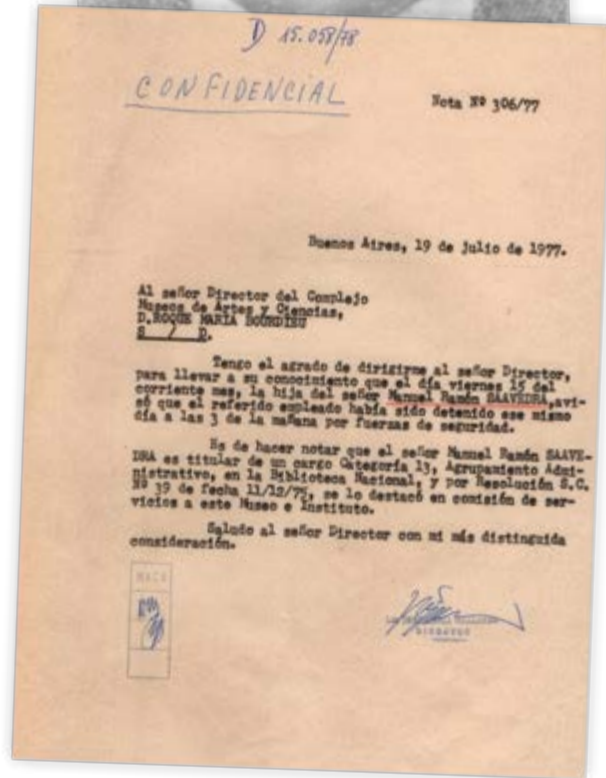 D 15.058/78
CONFIDENCIAL
Nota Nº 306/77
Buenos Aires, 19 de julio de 1977.
Al señor Director del Complejo
Museos de Artes y Ciencias,
D. ROQUE MARIA BOURDIEU
S / D.
Tengo el agrado de dirigirme al señor Director,
para llevar a su conocimiento que el día viernes 15 del
corriente mes, la hija del señor Manuel Ramón SAAVEDRA, avi-
só que el referido empleado había sido detenido ese mismo
día a las 3 de la mañana por fuerzas de seguridad.
Es de hacer notar que el señor Manuel Ramón SAAVE-
DRA es titular de un cargo Categoría 13, Agrupamiento Admi-
nistrativo, en la Biblioteca Nacional, y por Resolución S.C.
Nº 39 de fecha 11/12/75, se lo destacó en comisión de ser-
vicios a este Museo e Instituto.
Saludo al señor Director con mi más distinguida
consideración.
DIRECTOR